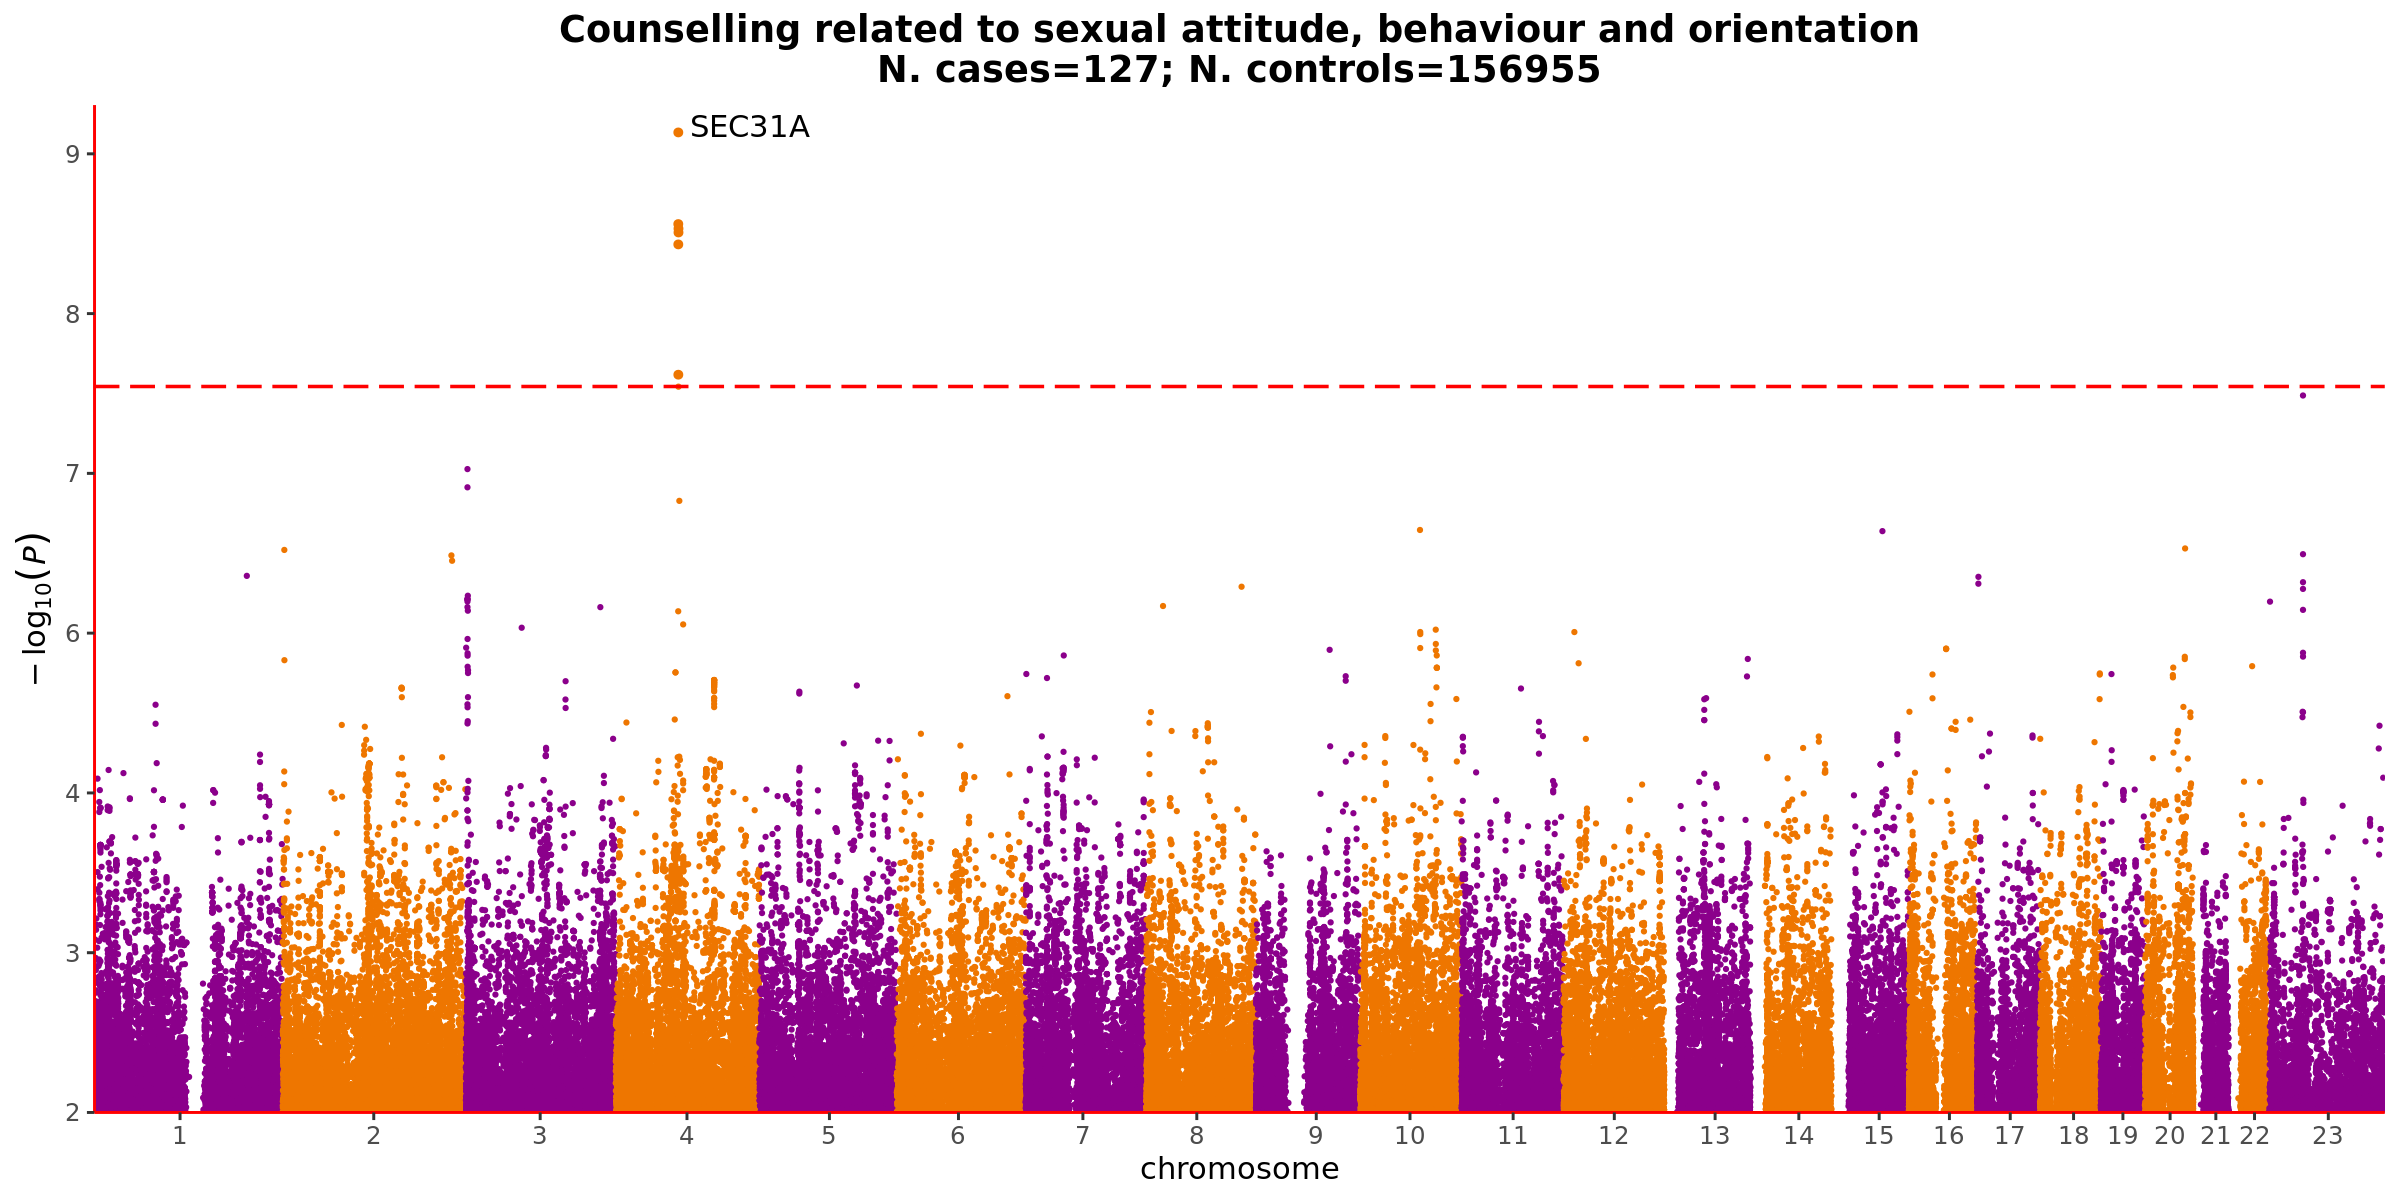 Counselling related to sexual attitude, behaviour and orientation
N. cases=127; N. controls=156955
SEC31A
9
8
7
6
4
3
2
− log₁₀(P)
1 2 3 4 5 6 7 8 9 10 11 12 13 14 15 16 17 18 19 20 21 22 23
chromosome